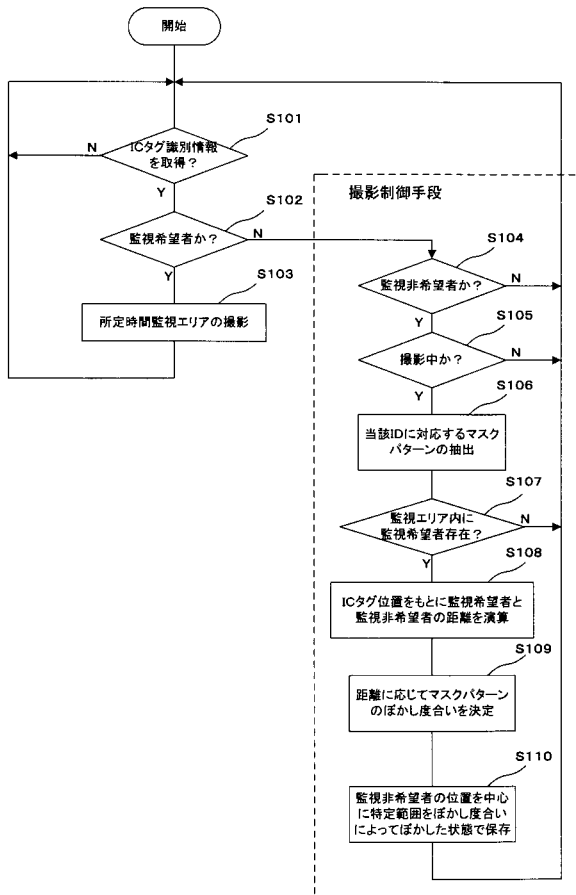 開始
S101
ICタグ識別情報
を取得？
N
Y
S102
監視希望者か？
N
Y
S103
所定時間監視エリアの撮影
撮影制御手段
S104
監視非希望者か？
N
Y
S105
撮影中か？
N
Y
S106
当該IDに対応するマスク
パターンの抽出
S107
監視エリア内に
監視希望者存在？
N
Y
S108
ICタグ位置をもとに監視希望者と
監視非希望者の距離を演算
S109
距離に応じてマスクパターン
のぼかし度合いを決定
S110
監視非希望者の位置を中心
に特定範囲をぼかし度合い
によってぼかした状態で保存